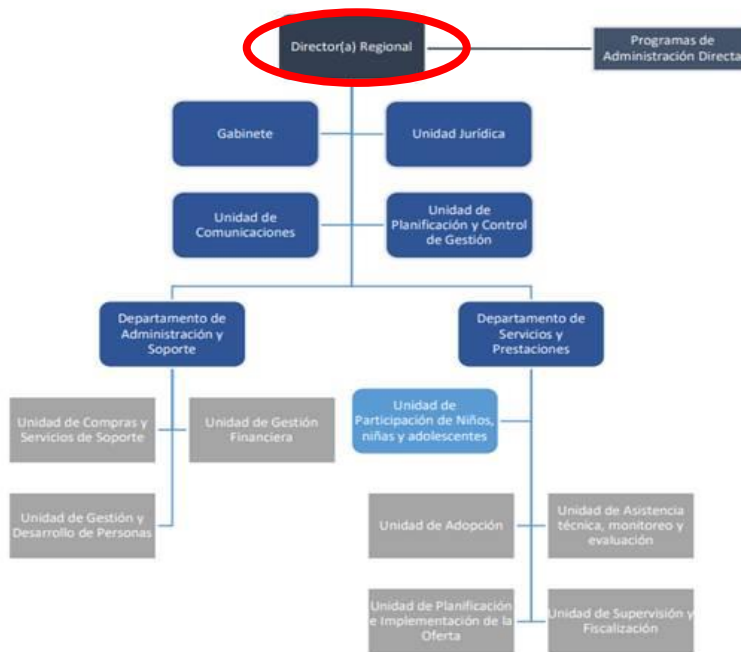 Director(a) Regional
Programas de
Administración Directa
Gabinete
Unidad Jurídica
Unidad de
Comunicaciones
Unidad de
Planificación y Control
de Gestión
Departamento de
Administración y
Soporte
Departamento de
Servicios y
Prestaciones
Unidad de Compras y
Servicios de Soporte
Unidad de Gestión
Financiera
Unidad de
Participación de Niños,
niñas y adolescentes
Unidad de Gestión y
Desarrollo de Personas
Unidad de Adopción
Unidad de Asistencia
técnica, monitoreo y
evaluación
Unidad de Planificación
e Implementación de la
Oferta
Unidad de Supervisión y
Fiscalización